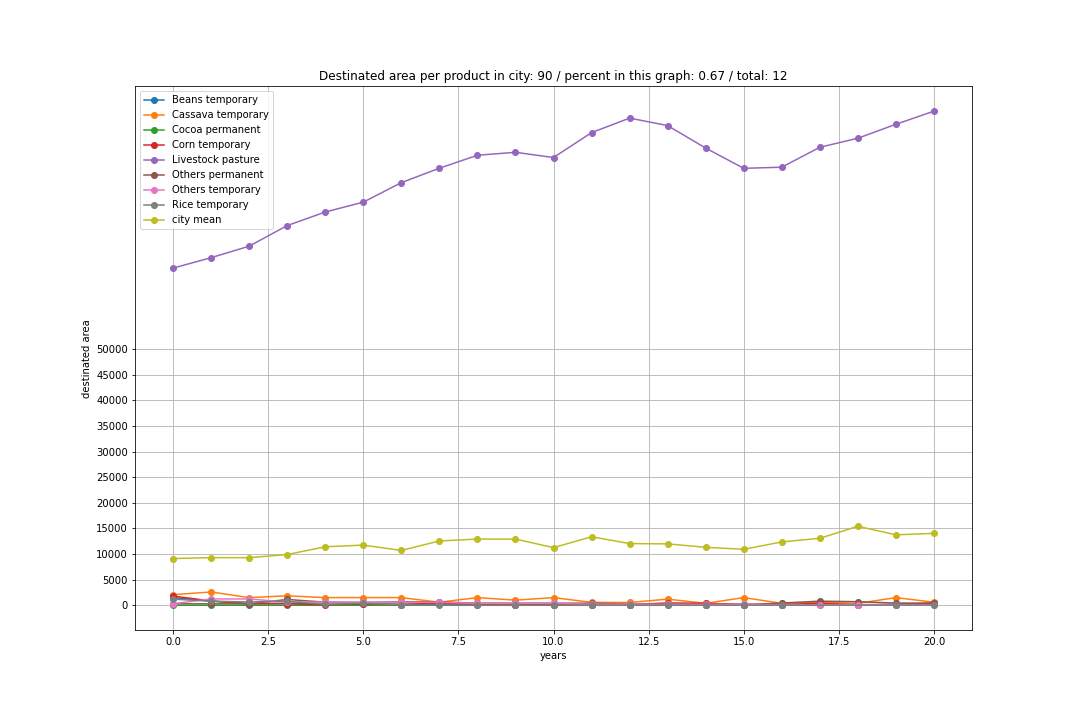 Destinated area per product in city: 90 / percent in this graph: 0.67 / total: 12
Beans temporary
Cassava temporary
Cocoa permanent
Corn temporary
Livestock pasture
Others permanent
Others temporary
Rice temporary
city mean
destinated area
50000
45000
40000
35000
30000
25000
20000
15000
10000
5000
0
0.0 2.5 5.0 7.5 10.0 12.5 15.0 17.5 20.0
years